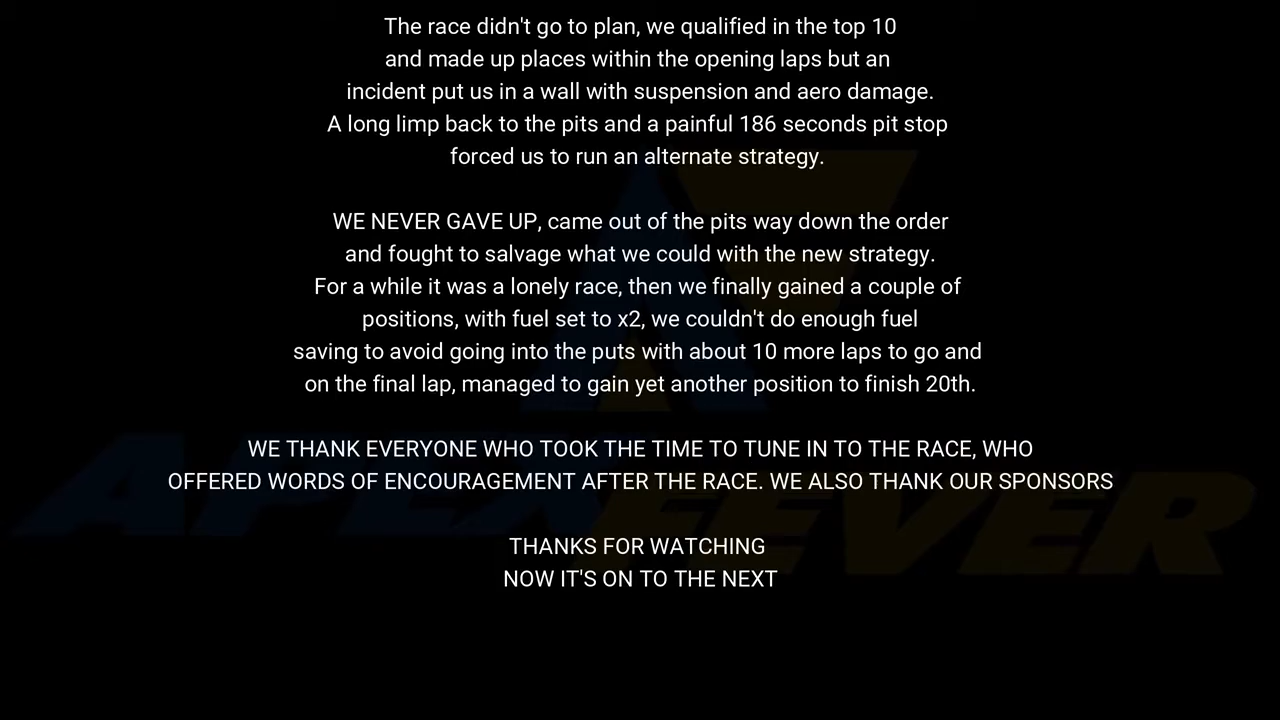 The race didn't go to plan, we qualified in the top 10
and made up places within the opening laps but an
incident put us in a wall with suspension and aero damage.
A long limp back to the pits and a painful 186 seconds pit stop
forced us to run an alternate strategy.
WE NEVER GAVE UP, came out of the pits way down the order
and fought to salvage what we could with the new strategy.
For a while it was a lonely race, then we finally gained a couple of
positions, with fuel set to x2, we couldn't do enough fuel
saving to avoid going into the puts with about 10 more laps to go and
on the final lap, managed to gain yet another position to finish 20th.
WE THANK EVERYONE WHO TOOK THE TIME TO TUNE IN TO THE RACE, WHO
OFFERED WORDS OF ENCOURAGEMENT AFTER THE RACE. WE ALSO THANK OUR SPONSORS
APEX FEVER
THANKS FOR WATCHING
NOW IT'S ON TO THE NEXT